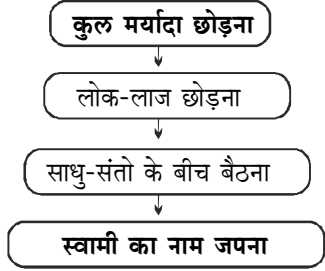 कुल मर्यादा छोड़ना
लोक-लाज छोड़ना
साधु-संतो के बीच बैठना
स्वामी का नाम जपना